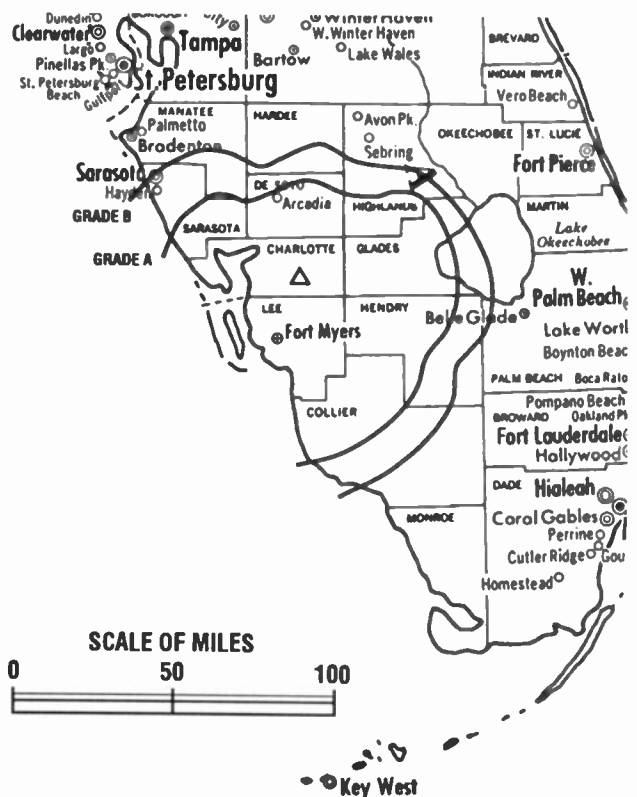 Dunedin
Clearwater
Tampa
Largo
Pinellas Pk.
St. Petersburg
St. Petersburg
Beach
Gulfport
Winter Haven
W. Winter Haven
Bartow
Lake Wales
BREVARD
INDIAN RIVER
Vero Beach
MANATEE
HARDEE
Palmetto
Bradenton
Avon Pk.
Sebring
OKEECHOBEE
ST. LUCIE
Fort Pierce
Sarasota
DE SOTO
Arcadia
HIGHLANDS
MARTIN
GRADE B
SARASOTA
Lake
Okeechobee
GRADE A
CHARLOTTE
GLADES
W.
Palm Beach
LEE
HENDRY
Belle Glade
Fort Myers
Lake Wort
Boynton Beac
PALM BEACH
Boca Rato
COLLIER
Pompano Beach
BROWARD
Oakland Pl
Fort Lauderdale
Hollywood
DADE
Hialeah
MONROE
Coral Gables
Perrine
Cutler Ridge
Gou
Homestead
SCALE OF MILES
0 50 100
Key West